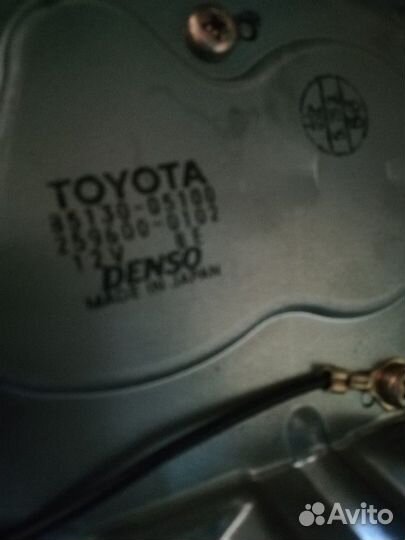 TOYOTA
85130-05100
259600-0102
12V
DENSO
MADE IN JAPAN
Avito